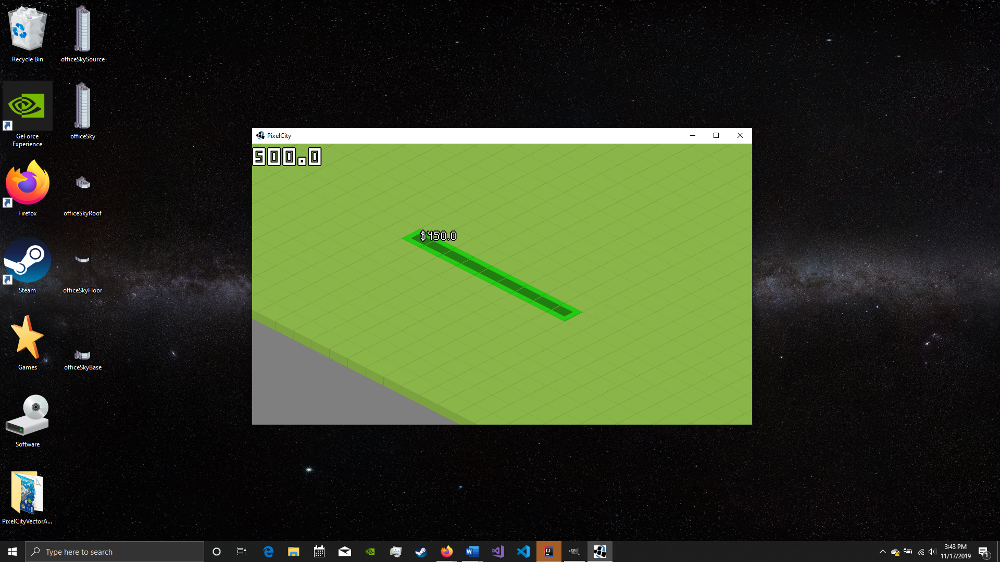 Recycle Bin
officeSkySource
GeForce
Experience
officeSky
Firefox
officeSkyRoof
Steam
officeSkyFloor
Games
officeSkyBase
Software
PixelCityVectorA...
PixelCity
500.0
$450.0
Type here to search
3:43 PM
11/17/2019
1